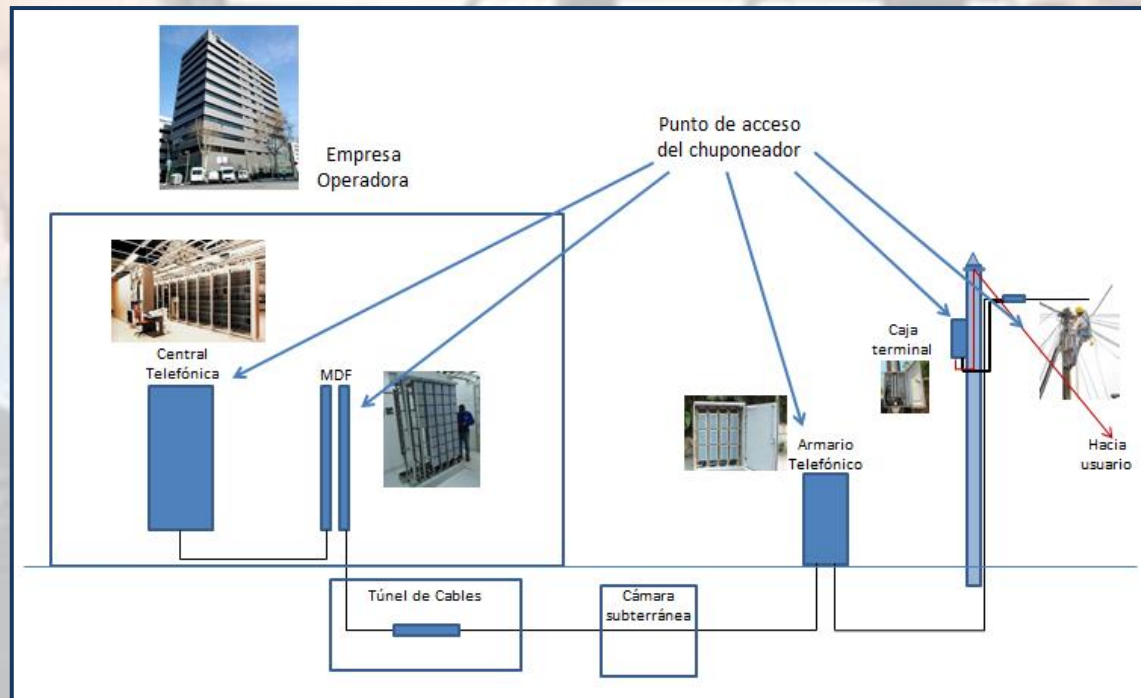 Empresa
Operadora
Punto de acceso
del chuponeador
Central
Telefónica
MDF
Caja
terminal
Armario
Telefónico
Hacia
usuario
Túnel de Cables
Cámara
subterránea